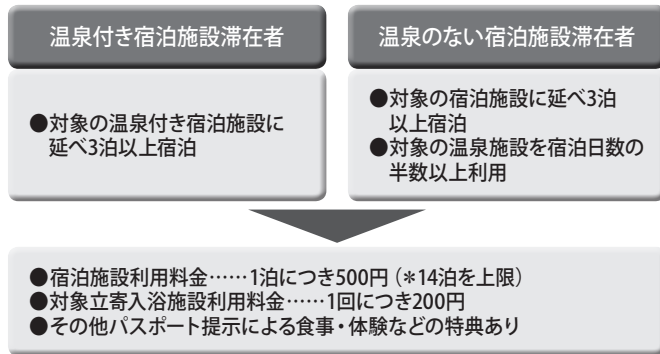 温泉付き宿泊施設滞在者
●対象の温泉付き宿泊施設に
延べ3泊以上宿泊
温泉のない宿泊施設滞在者
●対象の宿泊施設に延べ3泊
以上宿泊
●対象の温泉施設を宿泊日数の
半数以上利用
●宿泊施設利用料金……1泊につき500円（*14泊を上限）
●対象立寄入浴施設利用料金……1回につき200円
●その他パスポート提示による食事・体験などの特典あり